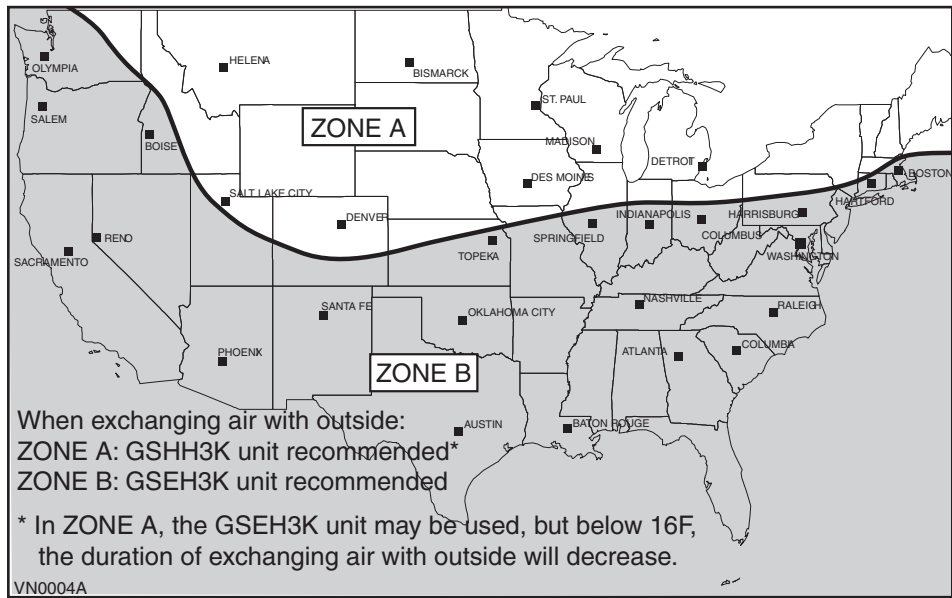 OLYMPIA
HELENA
BISMARCK
ST. PAUL
SALEM
ZONE A
BOISE
MADISON
DETROIT
DES MOINES
BOSTON
SALT LAKE CITY
HARTFORD
DENVER
INDIANAPOLIS
HARRISBURG
RENO
SPRINGFIELD
COLUMBUS
SACRAMENTO
TOPEKA
WASHINGTON
SANTA FE
NASHVILLE
RALEIGH
OKLAHOMA CITY
PHOENIX
ATLANTA
COLUMBIA
ZONE B
When exchanging air with outside:
AUSTIN
BATON ROUGE
ZONE A: GSHH3K unit recommended*
ZONE B: GSEH3K unit recommended
* In ZONE A, the GSEH3K unit may be used, but below 16F,
the duration of exchanging air with outside will decrease.
VN0004A